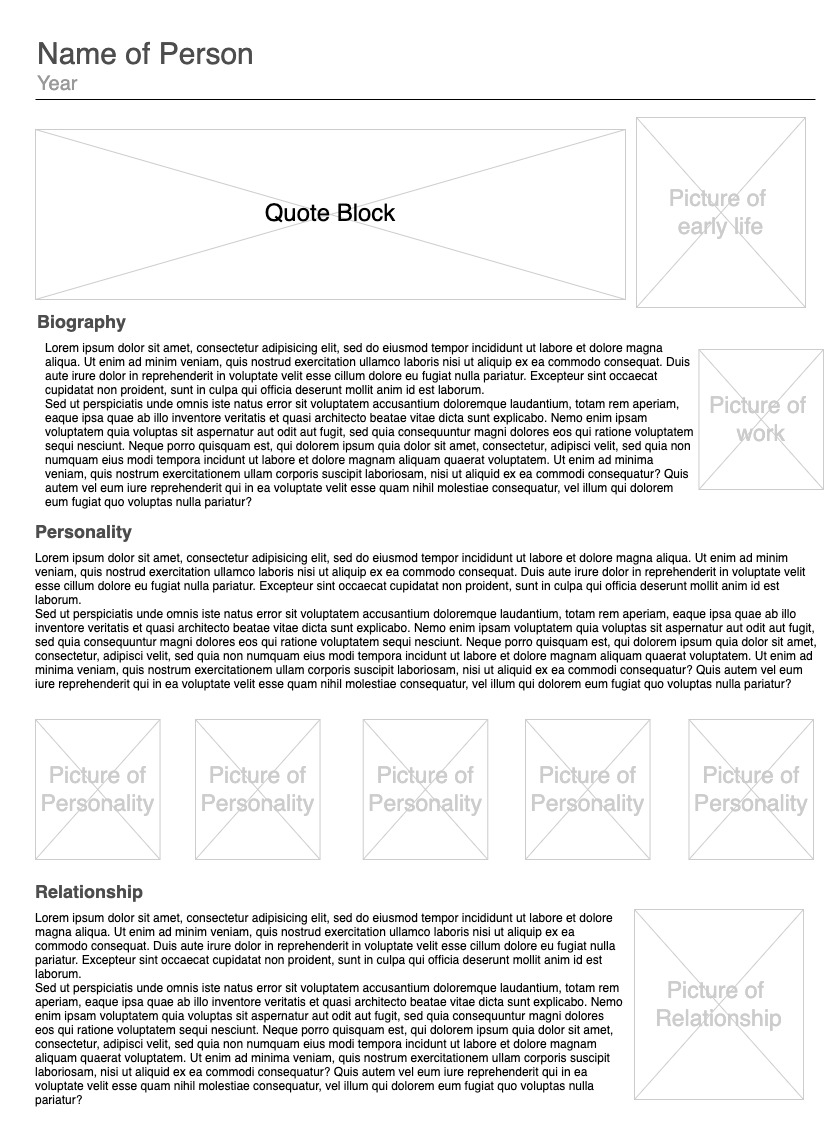 Name of Person
Year
Quote Block
Picture of
early life
Biography
Lorem ipsum dolor sit amet, consectetur adipisicing elit, sed do eiusmod tempor incididunt ut labore et dolore magna
aliqua. Ut enim ad minim veniam, quis nostrud exercitation ullamco laboris nisi ut aliquip ex ea commodo consequat. Duis
aute irure dolor in reprehenderit in voluptate velit esse cillum dolore eu fugiat nulla pariatur. Excepteur sint occaecat
cupidatat non proident, sunt in culpa qui officia deserunt mollit anim id est laborum.
Sed ut perspiciatis unde omnis iste natus error sit voluptatem accusantium doloremque laudantium, totam rem aperiam,
eaque ipsa quae ab illo inventore veritatis et quasi architecto beatae vitae dicta sunt explicabo. Nemo enim ipsam
voluptatem quia voluptas sit aspernatur aut odit aut fugit, sed quia consequuntur magni dolores eos qui ratione voluptatem
sequi nesciunt. Neque porro quisquam est, qui dolorem ipsum quia dolor sit amet, consectetur, adipisci velit, sed quia non
numquam eius modi tempora incidunt ut labore et dolore magnam aliquam quaerat voluptatem. Ut enim ad minima
veniam, quis nostrum exercitationem ullam corporis suscipit laboriosam, nisi ut aliquid ex ea commodi consequatur? Quis
autem vel eum iure reprehenderit qui in ea voluptate velit esse quam nihil molestiae consequatur, vel illum qui dolorem
eum fugiat quo voluptas nulla pariatur?
Picture of
work
Personality
Lorem ipsum dolor sit amet, consectetur adipisicing elit, sed do eiusmod tempor incididunt ut labore et dolore magna aliqua. Ut enim ad minim
veniam, quis nostrud exercitation ullamco laboris nisi ut aliquip ex ea commodo consequat. Duis aute irure dolor in reprehenderit in voluptate velit
esse cillum dolore eu fugiat nulla pariatur. Excepteur sint occaecat cupidatat non proident, sunt in culpa qui officia deserunt mollit anim id est
laborum.
Sed ut perspiciatis unde omnis iste natus error sit voluptatem accusantium doloremque laudantium, totam rem aperiam, eaque ipsa quae ab illo
inventore veritatis et quasi architecto beatae vitae dicta sunt explicabo. Nemo enim ipsam voluptatem quia voluptas sit aspernatur aut odit aut fugit,
sed quia consequuntur magni dolores eos qui ratione voluptatem sequi nesciunt. Neque porro quisquam est, qui dolorem ipsum quia dolor sit amet,
consectetur, adipisci velit, sed quia non numquam eius modi tempora incidunt ut labore et dolore magnam aliquam quaerat voluptatem. Ut enim ad
minima veniam, quis nostrum exercitationem ullam corporis suscipit laboriosam, nisi ut aliquid ex ea commodi consequatur? Quis autem vel eum
iure reprehenderit qui in ea voluptate velit esse quam nihil molestiae consequatur, vel illum qui dolorem eum fugiat quo voluptas nulla pariatur?
Picture of
Personality
Picture of
Personality
Picture of
Personality
Picture of
Personality
Picture of
Personality
Relationship
Lorem ipsum dolor sit amet, consectetur adipisicing elit, sed do eiusmod tempor incididunt ut labore et dolore
magna aliqua. Ut enim ad minim veniam, quis nostrud exercitation ullamco laboris nisi ut aliquip ex ea
commodo consequat. Duis aute irure dolor in reprehenderit in voluptate velit esse cillum dolore eu fugiat nulla
pariatur. Excepteur sint occaecat cupidatat non proident, sunt in culpa qui officia deserunt mollit anim id est
laborum.
Sed ut perspiciatis unde omnis iste natus error sit voluptatem accusantium doloremque laudantium, totam rem
aperiam, eaque ipsa quae ab illo inventore veritatis et quasi architecto beatae vitae dicta sunt explicabo. Nemo
enim ipsam voluptatem quia voluptas sit aspernatur aut odit aut fugit, sed quia consequuntur magni dolores
eos qui ratione voluptatem sequi nesciunt. Neque porro quisquam est, qui dolorem ipsum quia dolor sit amet,
consectetur, adipisci velit, sed quia non numquam eius modi tempora incidunt ut labore et dolore magnam
aliquam quaerat voluptatem. Ut enim ad minima veniam, quis nostrum exercitationem ullam corporis suscipit
laboriosam, nisi ut aliquid ex ea commodi consequatur? Quis autem vel eum iure reprehenderit qui in ea
voluptate velit esse quam nihil molestiae consequatur, vel illum qui dolorem eum fugiat quo voluptas nulla
pariatur?
Picture of
Relationship